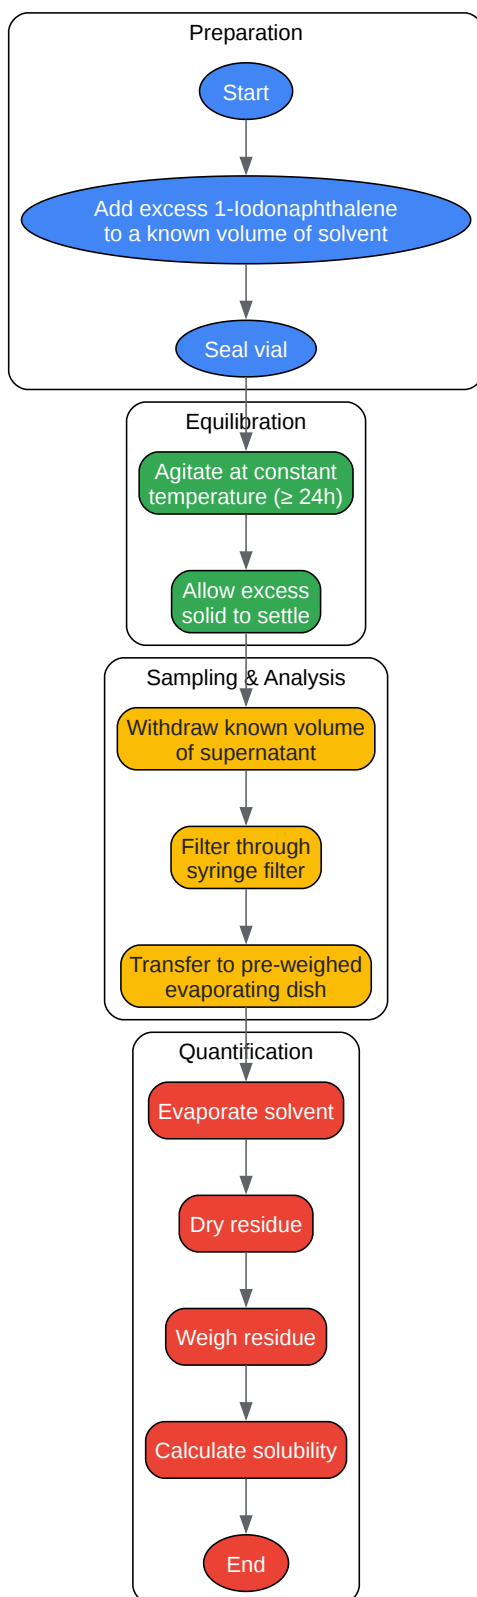 Preparation
Start
Add excess 1-Iodonaphthalene
to a known volume of solvent
Seal vial
Equilibration
Agitate at constant
temperature (≥ 24h)
Allow excess
solid to settle
Sampling & Analysis
Withdraw known volume
of supernatant
Filter through
syringe filter
Transfer to pre-weighed
evaporating dish
Quantification
Evaporate solvent
Dry residue
Weigh residue
Calculate solubility
End